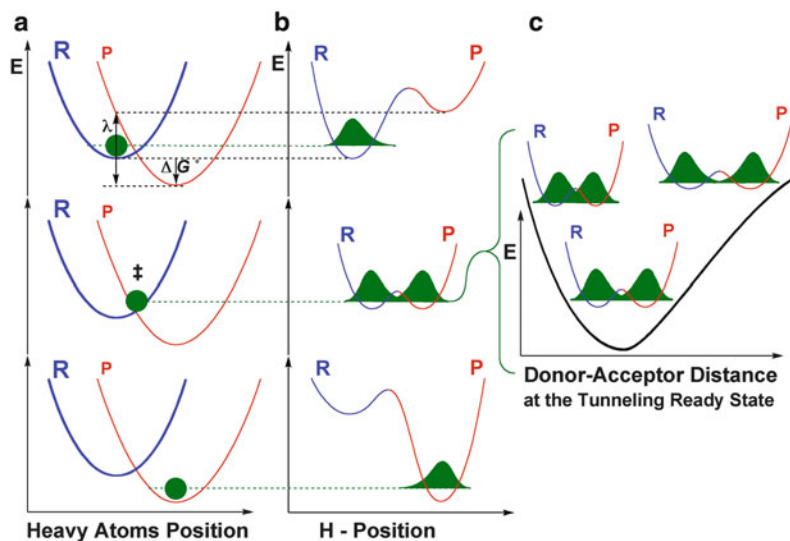 a b c
R P
E
λ
ΔG°
R P
R P
‡
R P
R P
R P
R P
R P
R P
E
Donor-Acceptor Distance
at the Tunneling Ready State
R P
R P
Heavy Atoms Position
H - Position